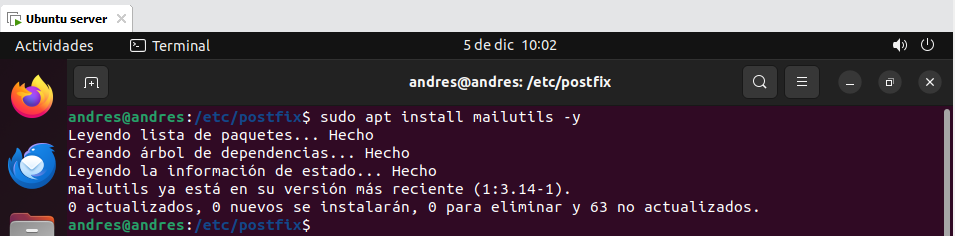 Ubuntu server
Actividades
Terminal
5 de dic 10:02
andres@andres: /etc/postfix
andres@andres:/etc/postfix$ sudo apt install mailutils -y
Leyendo lista de paquetes... Hecho
Creando árbol de dependencias... Hecho
Leyendo la información de estado... Hecho
mailutils ya está en su versión más reciente (1:3.14-1).
0 actualizados, 0 nuevos se instalarán, 0 para eliminar y 63 no actualizados.
andres@andres:/etc/postfix$